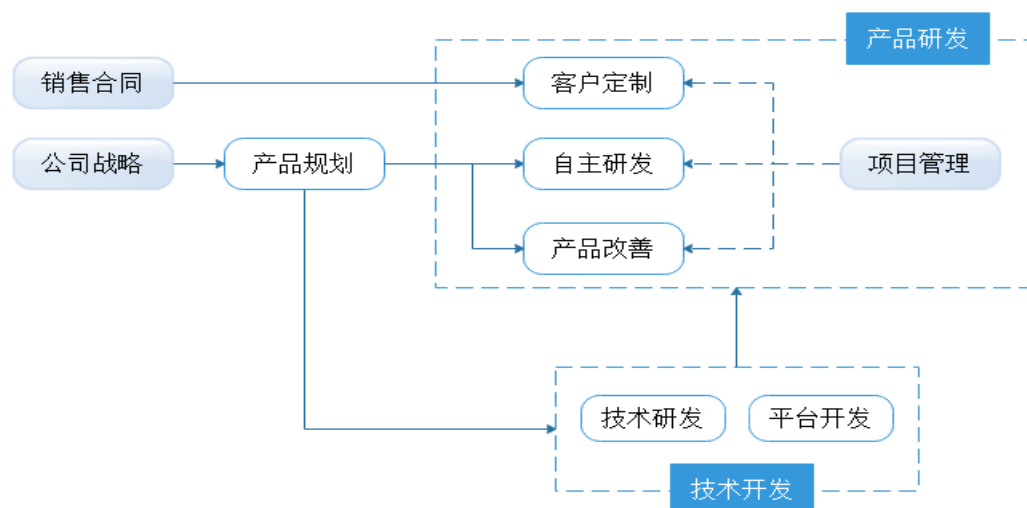 产品研发
销售合同
客户定制
公司战略
产品规划
自主研发
项目管理
产品改善
技术研发
平台开发
技术开发